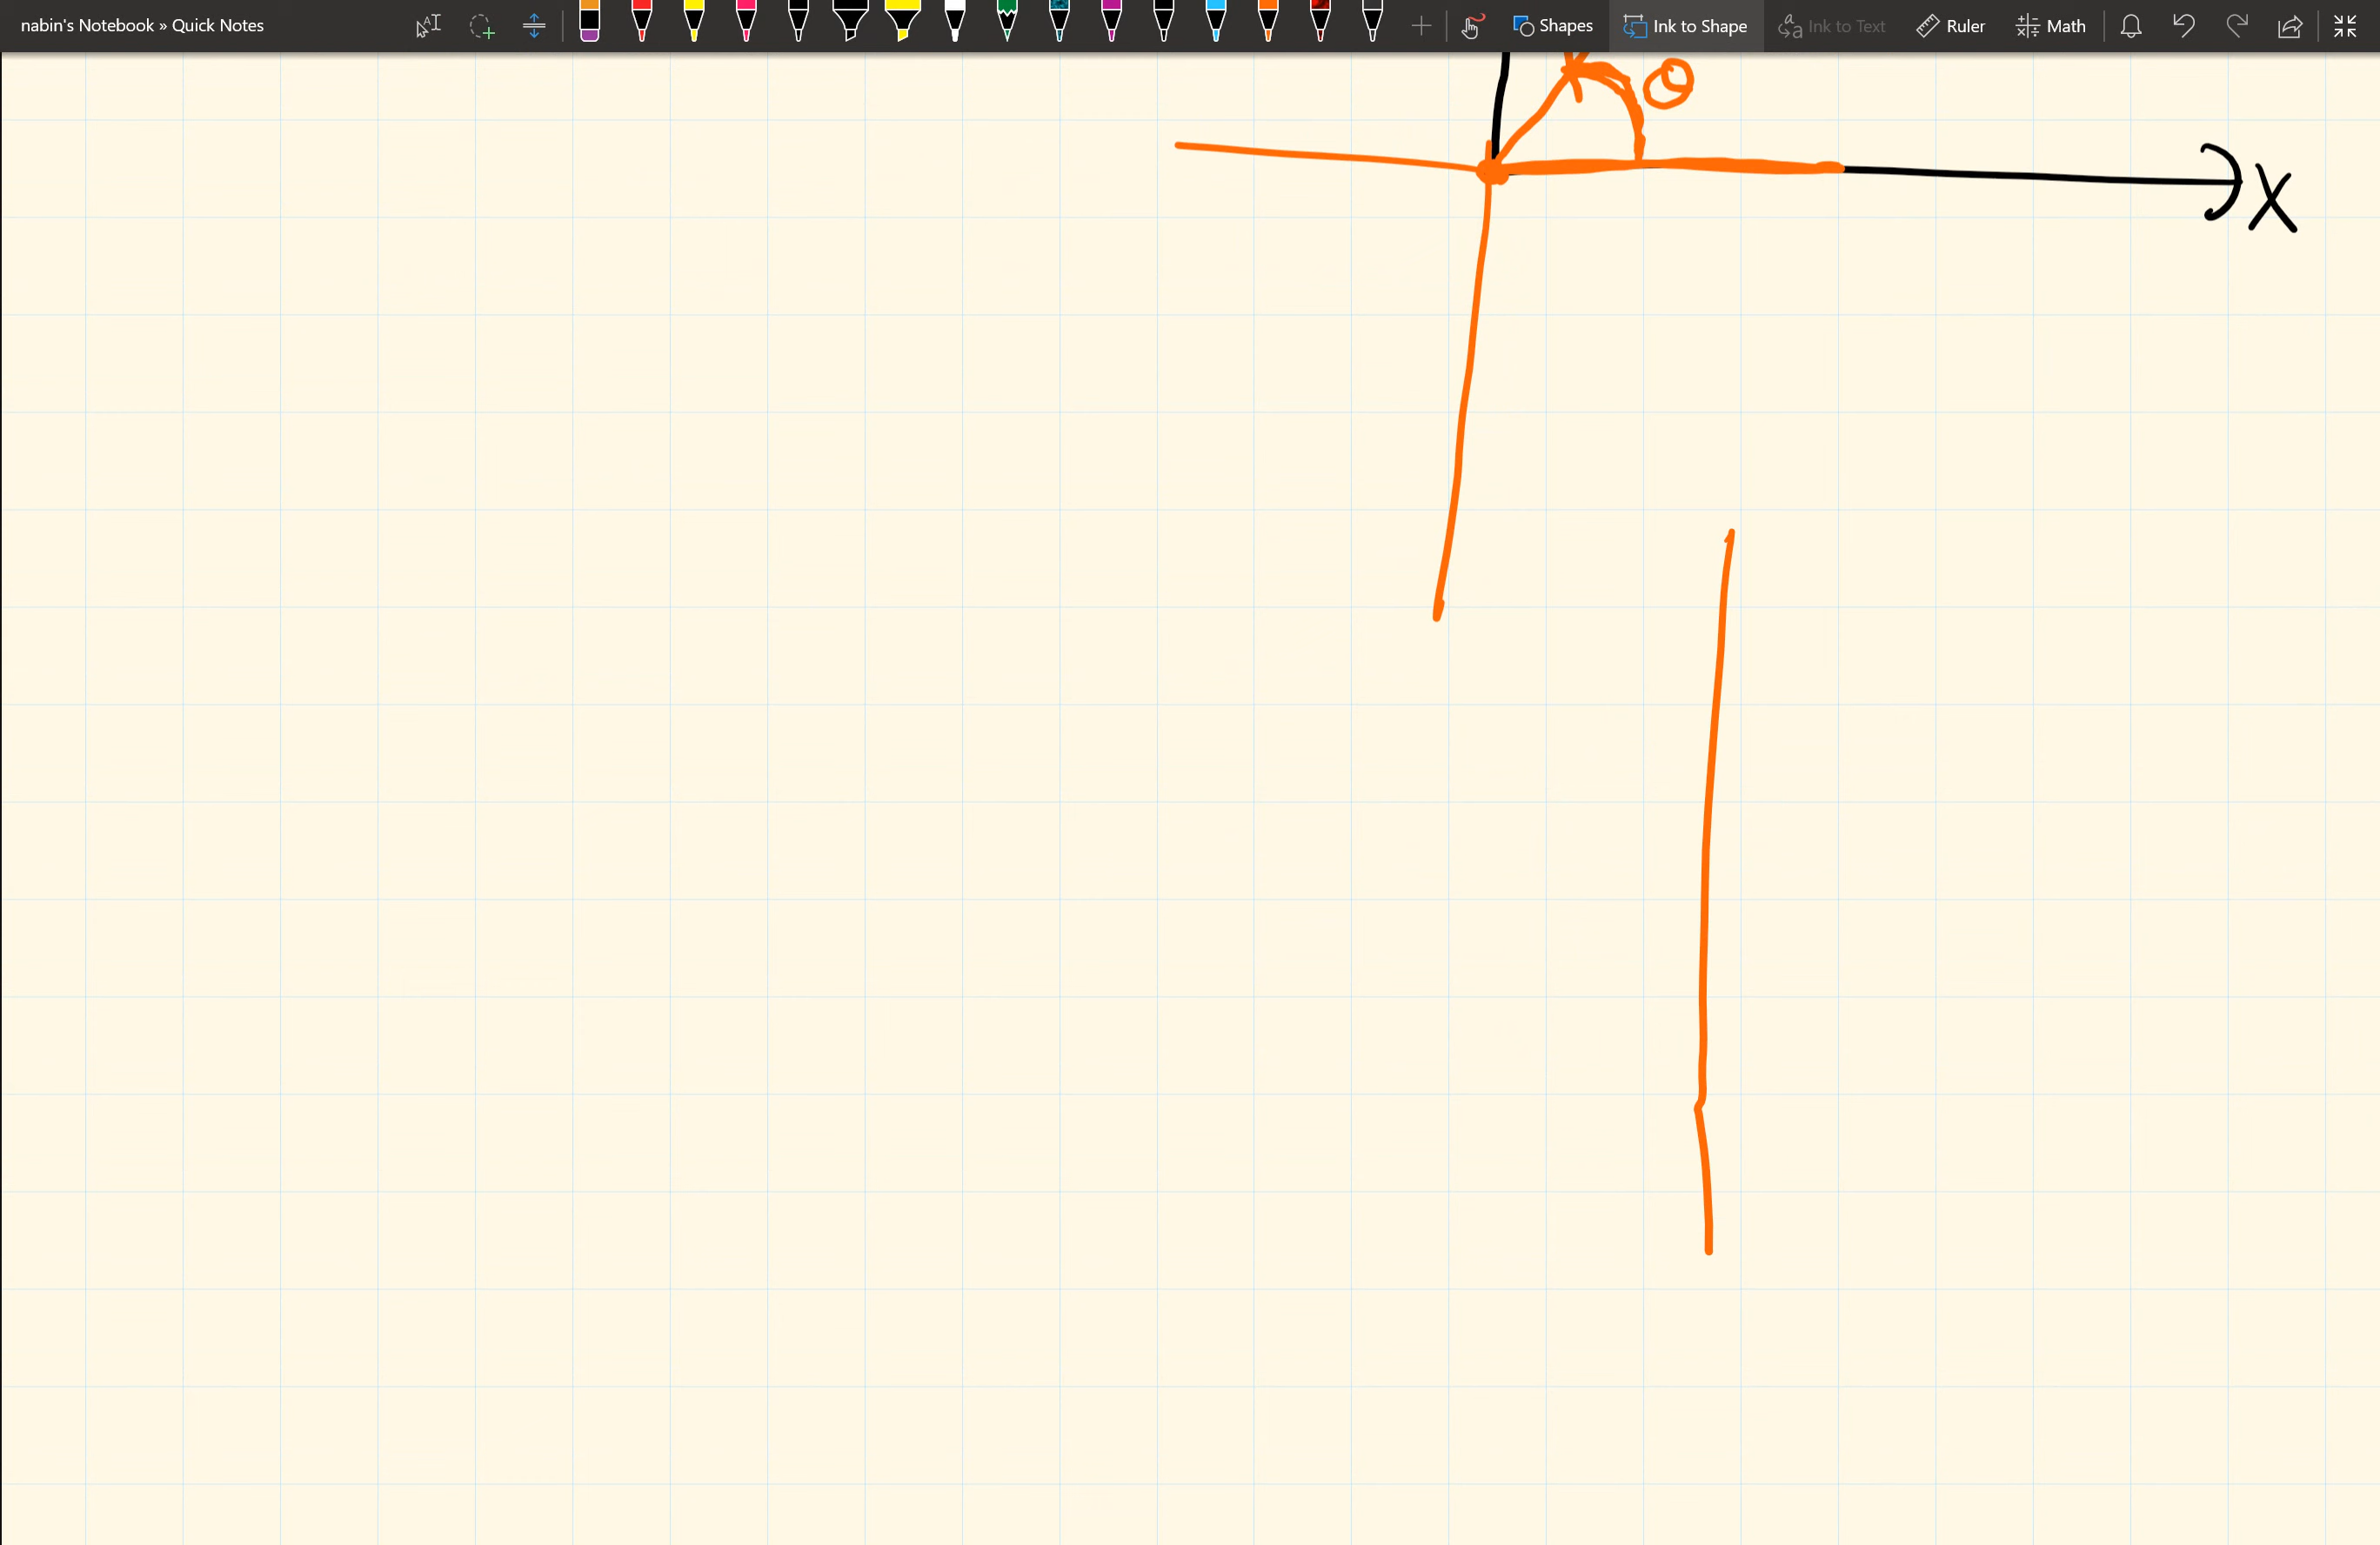 nabin's Notebook » Quick Notes
Shapes
Ink to Shape
Ink to Text
Ruler
Math
X